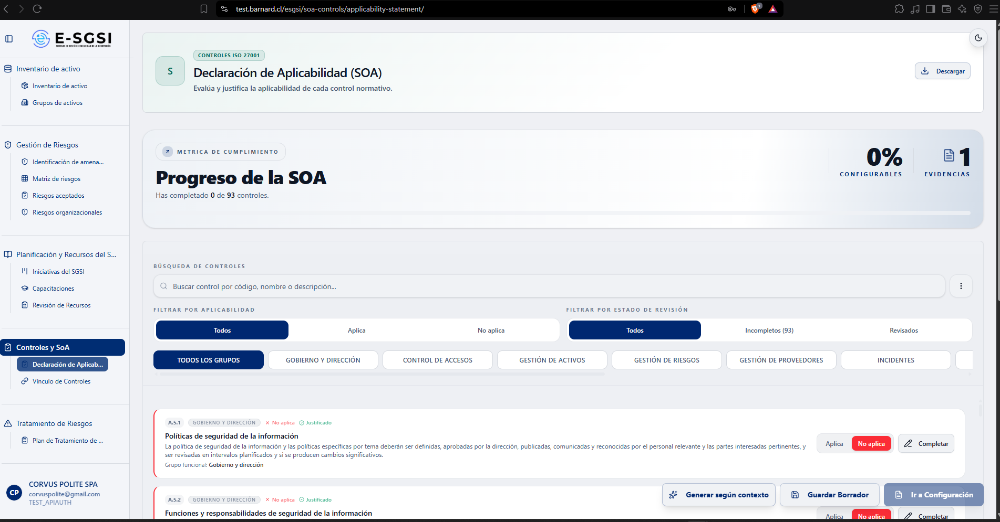 test.barnard.cl/esgsi/soa-controls/applicability-statement/
1
E-SGSI
SISTEMAS DE GESTIÓN DE SEGURIDAD DE LA INFORMACIÓN
Inventario de activo
Inventario de activo
Grupos de activos
Gestión de Riesgos
Identificación de amena...
Matriz de riesgos
Riesgos aceptados
Riesgos organizacionales
Planificación y Recursos del S...
Iniciativas del SGSI
Capacitaciones
Revisión de Recursos
Controles y SoA
Declaración de Aplicab...
Vínculo de Controles
Tratamiento de Riesgos
Plan de Tratamiento de ...
CP
CORVUS POLITE SPA
corvuspolite@gmail.com
TEST_APIAUTH
S
CONTROLES ISO 27001
Declaración de Aplicabilidad (SOA)
Evalúa y justifica la aplicabilidad de cada control normativo.
Descargar
METRICA DE CUMPLIMIENTO
Progreso de la SOA
Has completado 0 de 93 controles.
0%
CONFIGURABLES
1
EVIDENCIAS
BÚSQUEDA DE CONTROLES
Buscar control por código, nombre o descripción...
FILTRAR POR APLICABILIDAD
Todos Aplica No aplica
FILTRAR POR ESTADO DE REVISIÓN
Todos Incompletos (93) Revisados
TODOS LOS GRUPOS GOBIERNO Y DIRECCIÓN CONTROL DE ACCESOS GESTIÓN DE ACTIVOS GESTIÓN DE RIESGOS GESTIÓN DE PROVEEDORES INCIDENTES
A.5.1 GOBIERNO Y DIRECCIÓN No aplica Justificado
Políticas de seguridad de la información
La política de seguridad de la información y las políticas específicas por tema deberán ser definidas, aprobadas por la dirección, publicadas, comunicadas y reconocidas por el personal relevante y las partes interesadas pertinentes, y
ser revisadas en intervalos planificados y si se producen cambios significativos.
Grupo funcional: Gobierno y dirección
Aplica No aplica Completar
A.5.2 GOBIERNO Y DIRECCIÓN No aplica Justificado
Funciones y responsabilidades de seguridad de la información
Aplica No aplica Completar
Generar según contexto Guardar Borrador Ir a Configuración